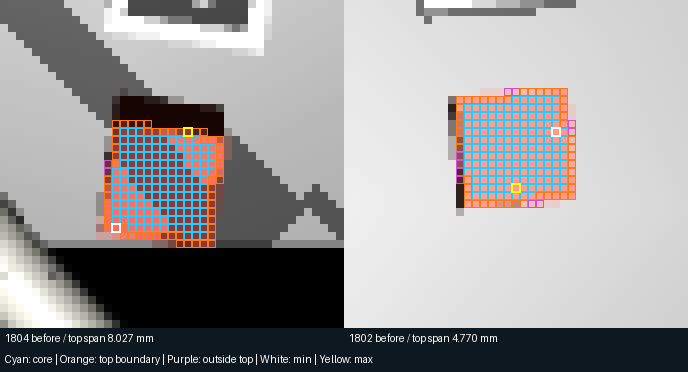 1804 before / top span 8.027 mm
1802 before / top span 4.770 mm
Cyan: core | Orange: top boundary | Purple: outside top | White: min | Yellow: max